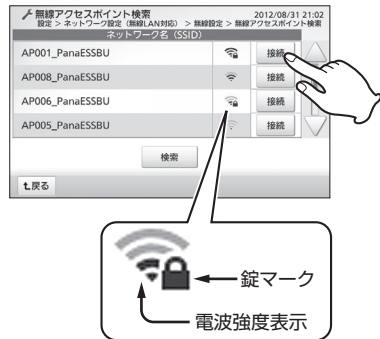 無線アクセスポイント検索 2012/08/31 21:02
設定 > ネットワーク設定（無線LAN対応） > 無線設定 > 無線アクセスポイント検索
ネットワーク名（SSID）
AP001_PanaESSBU 接続
AP008_PanaESSBU 接続
AP006_PanaESSBU 接続
AP005_PanaESSBU 接続
検索
戻る
錠マーク
電波強度表示